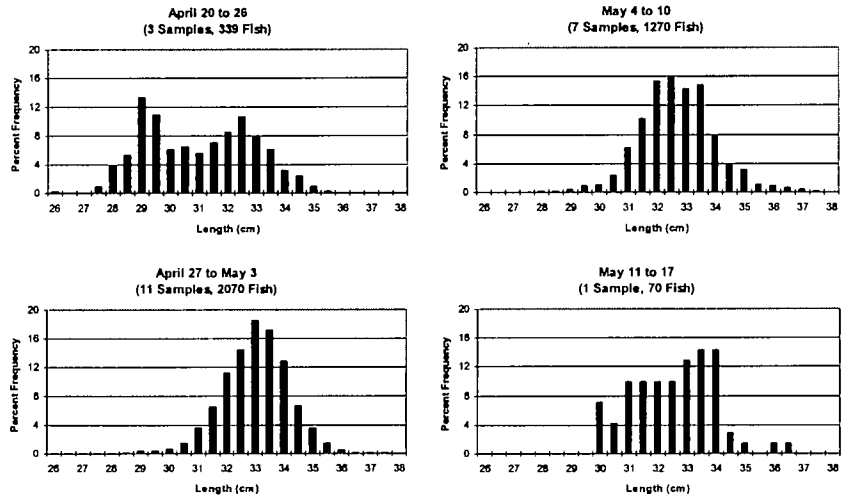 April 20 to 26
(3 Samples, 339 Fish)
Percent Frequency
20
16
12
8
4
0
26 27 28 29 30 31 32 33 34 35 36 37 38
Length (cm)
May 4 to 10
(7 Samples, 1270 Fish)
Percent Frequency
20
16
12
8
4
0
26 27 28 29 30 31 32 33 34 35 36 37 38
Length (cm)
April 27 to May 3
(11 Samples, 2070 Fish)
Percent Frequency
20
16
12
8
4
0
26 27 28 29 30 31 32 33 34 35 36 37 38
Length (cm)
May 11 to 17
(1 Sample, 70 Fish)
Percent Frequency
20
16
12
8
4
0
26 27 28 29 30 31 32 33 34 35 36 37 38
Length (cm)